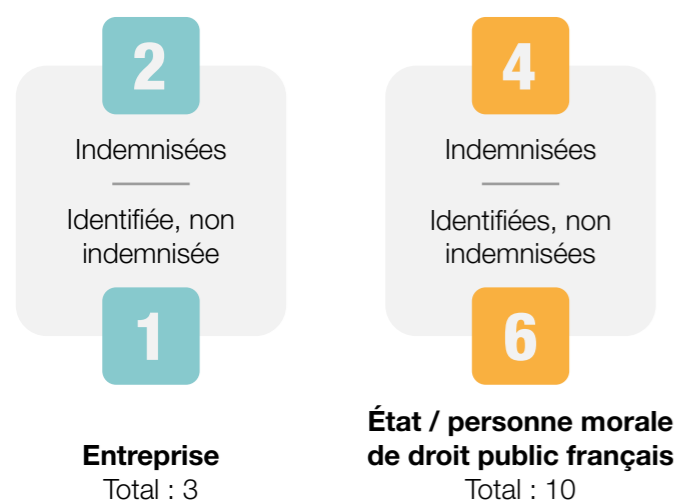 2
Indemnisées
Identifiée, non
indemnisée
1
Entreprise
Total : 3
4
Indemnisées
Identifiées, non
indemnisées
6
État / personne morale
de droit public français
Total : 10